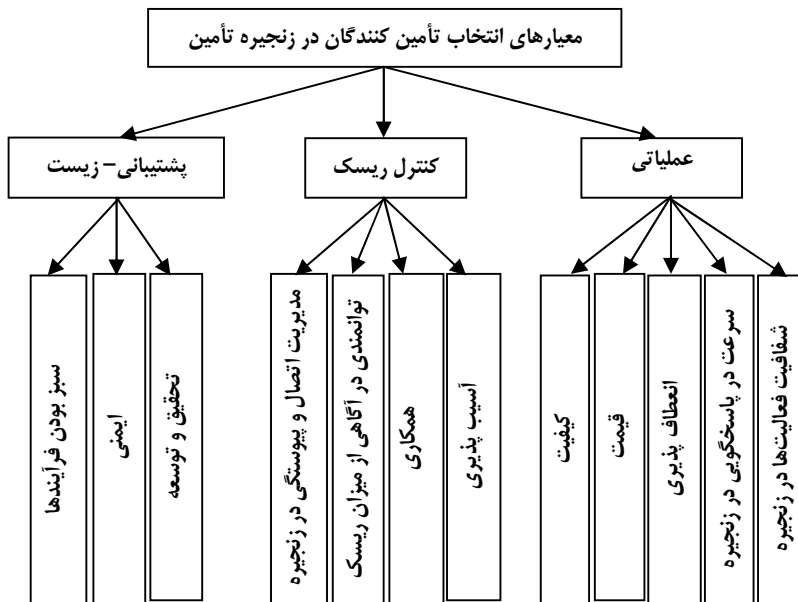 معیارهای انتخاب تأمین کنندگان در زنجیره تأمین
عملیاتی
کنترل ریسک
پشتیبانی- زیست
شفافیت فعالیت‌ها در زنجیره
سرعت در پاسخگویی در زنجیره
انعطاف پذیری
قیمت
کیفیت
آسیب پذیری
همکاری
توانمندی در آگاهی از میزان ریسک
مدیریت اتصال و پیوستگی در زنجیره
تحقیق و توسعه
ایمنی
سبز بودن فرآیندها